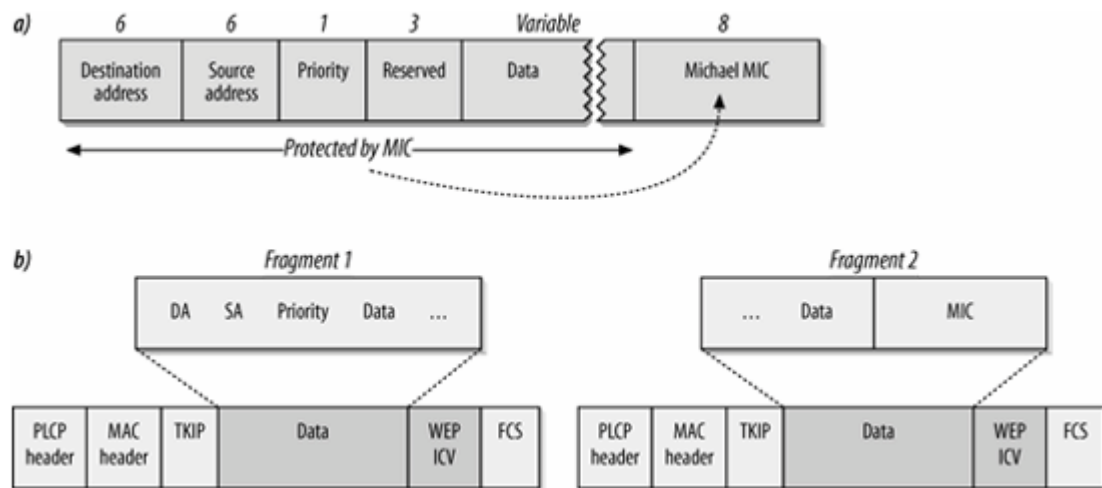 a) 6 6 1 3 Variable 8
Destination address Source address Priority Reserved Data Michael MIC
Protected by MIC
b) Fragment 1 Fragment 2
DA SA Priority Data ... ... Data MIC
PLCP header MAC header TKIP Data WEP ICV FCS PLCP header MAC header TKIP Data WEP ICV FCS